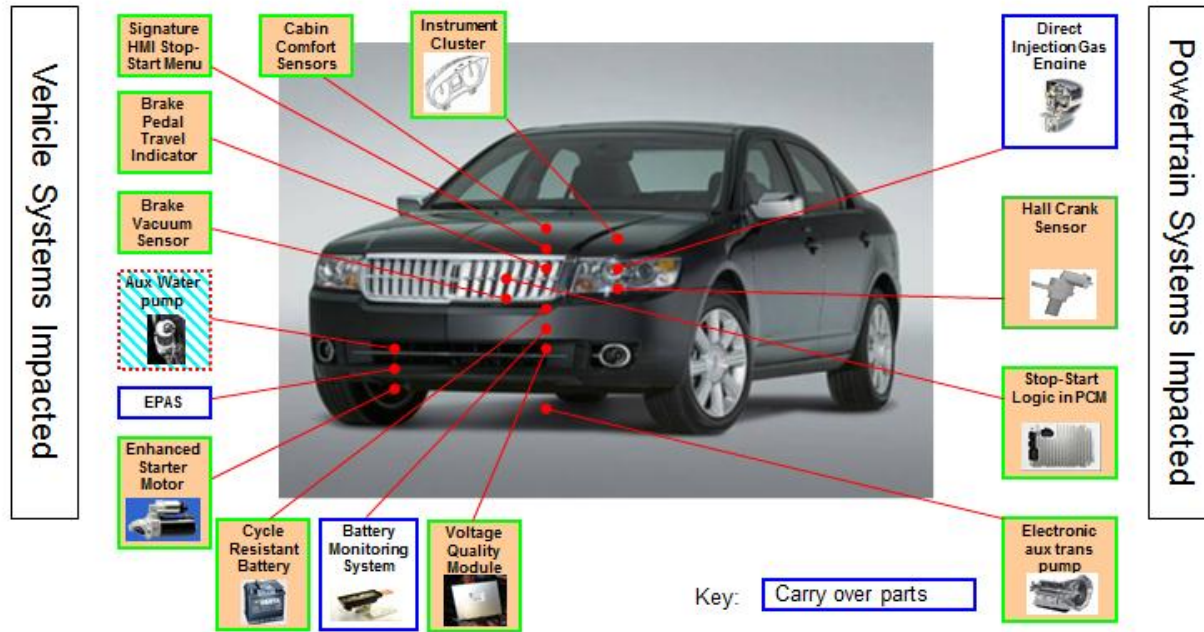 Vehicle Systems Impacted
Signature
HMI Stop-
Start Menu
Cabin
Comfort
Sensors
Instrument
Cluster
Direct
Injection Gas
Engine
Powertrain Systems Impacted
Brake
Pedal
Travel
Indicator
Brake
Vacuum
Sensor
Hall Crank
Sensor
Aux Water
pump
EPAS
Stop-Start
Logic in PCM
Enhanced
Starter
Motor
Cycle
Resistant
Battery
Battery
Monitoring
System
Voltage
Quality
Module
Electronic
aux trans
pump
Key:
Carry over parts